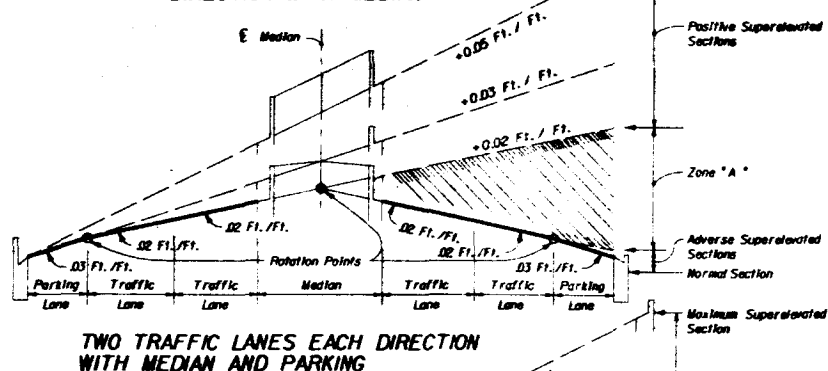 ℄ Median
+0.05 Ft./ Ft.
Positive Superelevated
Sections
+0.03 Ft./ Ft.
+0.02 Ft./ Ft.
Zone "A"
.02 Ft./Ft.
.02 Ft./Ft.
.03 Ft./Ft.
Rotation Points
.02 Ft./Ft.
.02 Ft./Ft.
.03 Ft./Ft.
Adverse Superelevated
Sections
Normal Section
Parking
Lane
Traffic
Lane
Traffic
Lane
Median
Traffic
Lane
Traffic
Lane
Parking
Lane
Maximum Superelevated
Section
TWO TRAFFIC LANES EACH DIRECTION
WITH MEDIAN AND PARKING